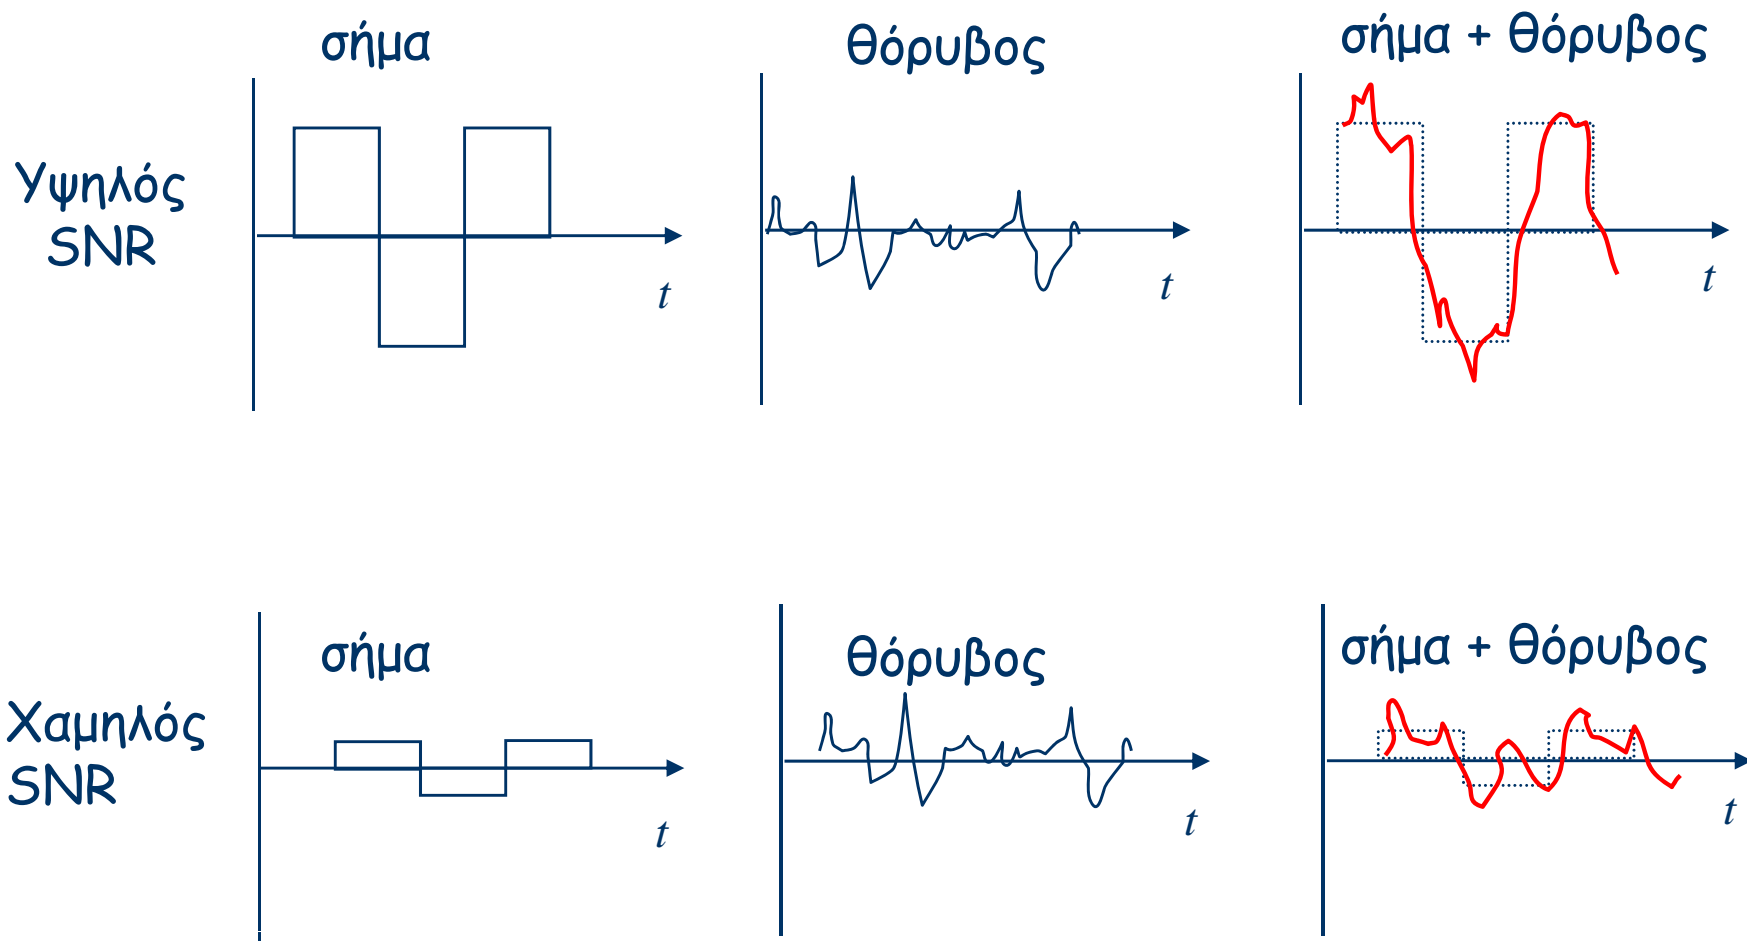 σήμα
θόρυβος
σήμα + θόρυβος
Υψηλός
SNR
t
t
t
σήμα
θόρυβος
σήμα + θόρυβος
Χαμηλός
SNR
t
t
t